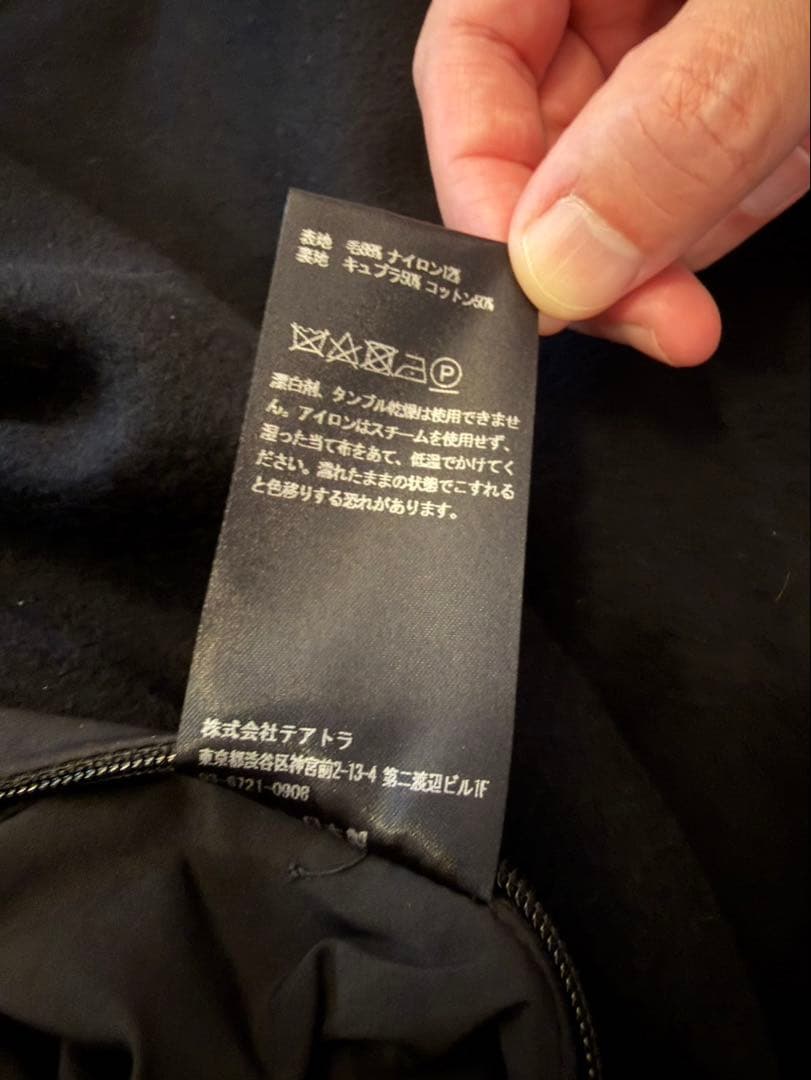 表地 毛88% ナイロン12%
裏地 キュプラ50% コットン50%
P
漂白剤、タンブル乾燥は使用できませ
ん。アイロンはスチームを使用せず、
湿った当て布をあて、低温でかけてく
ださい。濡れたままの状態でこすれる
と色移りする恐れがあります。
株式会社テアトラ
東京都渋谷区神宮前2-13-4 第二渡辺ビル1F
03-6721-0908
日本製